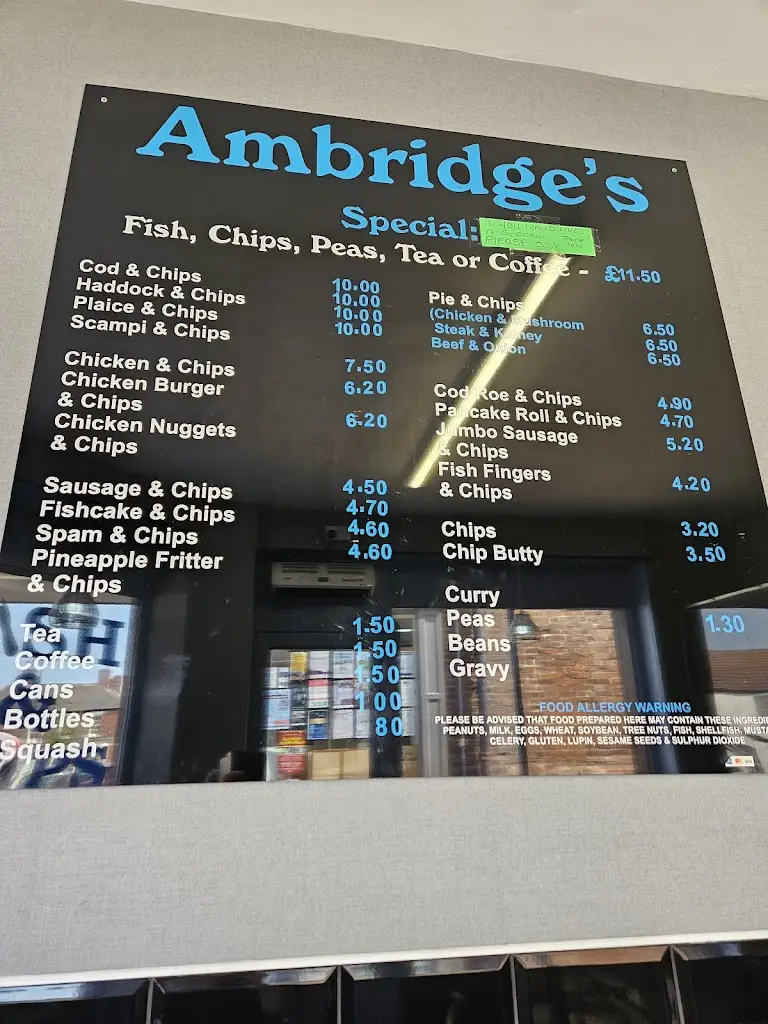 Ambridge's
Special:
Please ask
Fish, Chips, Peas, Tea or Coffee - £11.50
Cod & Chips 10.00
Haddock & Chips 10.00
Plaice & Chips 10.00
Scampi & Chips 10.00
Chicken & Chips 7.50
Chicken Burger 6.20
& Chips
Chicken Nuggets 6.20
& Chips
Sausage & Chips 4.50
FIshcake & Chips 4.70
Spam & Chips 4.60
Pineapple Fritter 4.60
& Chips
Tea 1.50
Coffee 1.50
Cans 1.50
Bottles 1.00
Squash 80
Pie & Chips
(Chicken & Mushroom 6.50
Steak & Kidney 6.50
Beef & Onion 6.50
Cod Roe & Chips 4.90
Pancake Roll & Chips 4.70
Jumbo Sausage 5.20
& Chips
Fish Fingers 4.20
& Chips
Chips 3.20
Chip Butty 3.50
Curry
Peas 1.30
Beans
Gravy
FOOD ALLERGY WARNING
PLEASE BE ADVISED THAT FOOD PREPARED HERE MAY CONTAIN THESE INGREDIE
PEANUTS, MILK, EGGS, WHEAT, SOYBEAN, TREE NUTS, FISH, SHELLFISH, MUSTA
CELERY, GLUTEN, LUPIN, SESAME SEEDS & SULPHUR DIOXIDE